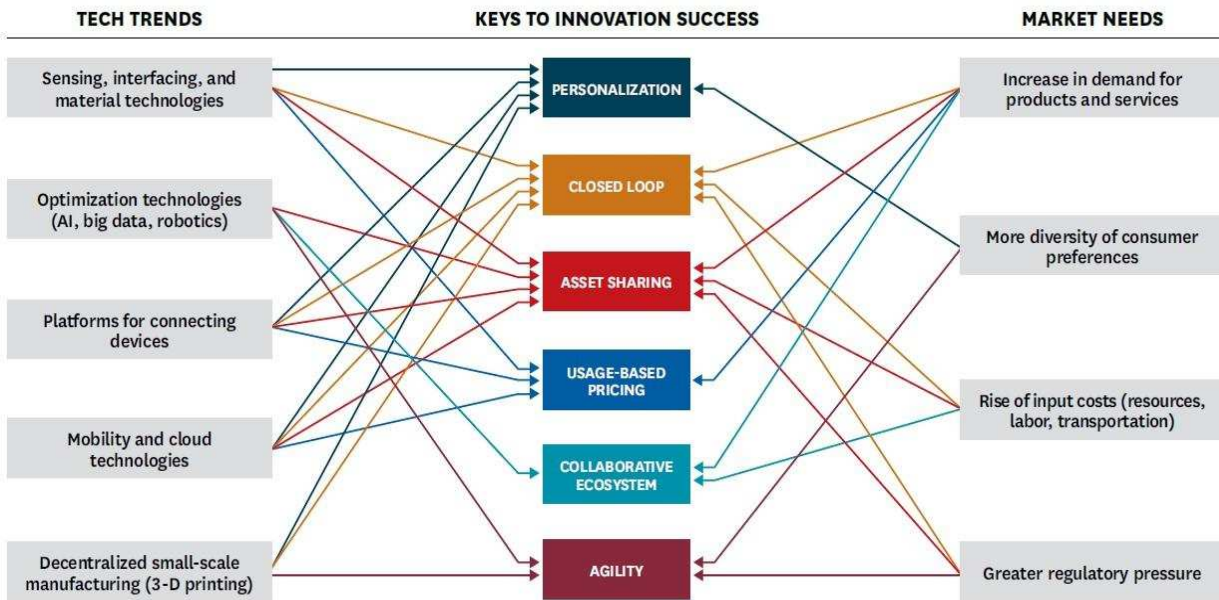 TECH TRENDS
KEYS TO INNOVATION SUCCESS
MARKET NEEDS
Sensing, interfacing, and
material technologies
Optimization technologies
(AI, big data, robotics)
Platforms for connecting
devices
Mobility and cloud
technologies
Decentralized small-scale
manufacturing (3-D printing)
PERSONALIZATION
CLOSED LOOP
ASSET SHARING
USAGE-BASED
PRICING
COLLABORATIVE
ECOSYSTEM
AGILITY
Increase in demand for
products and services
More diversity of consumer
preferences
Rise of input costs (resources,
labor, transportation)
Greater regulatory pressure